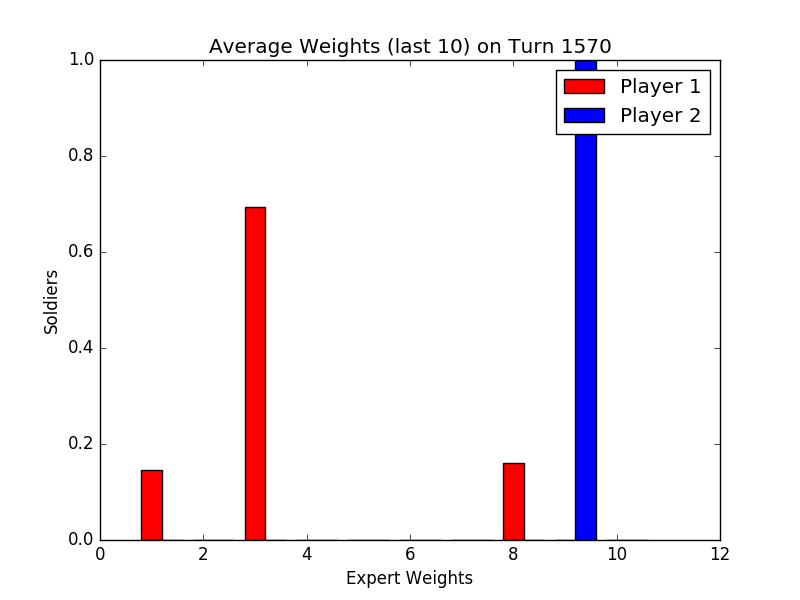 Average Weights (last 10) on Turn 1570
1.0
0.8
0.6
0.4
0.2
0.0
Soldiers
Player 1
Player 2
0 2 4 6 8 10 12
Expert Weights